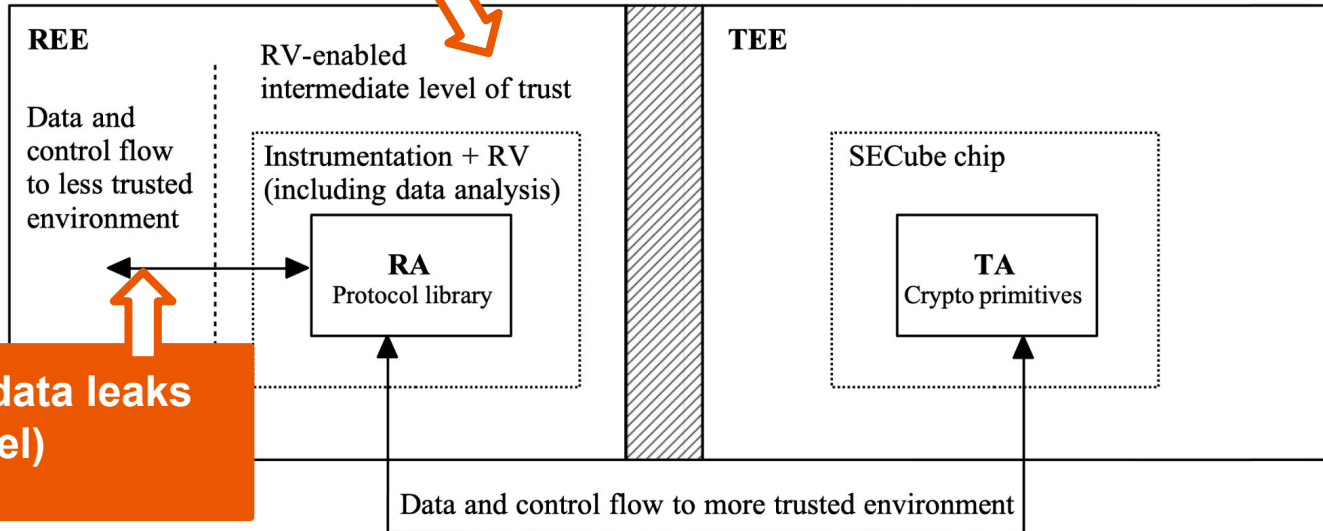 REE
RV-enabled
intermediate level of trust
Data and
control flow
to less trusted
environment
Instrumentation + RV
(including data analysis)
RA
Protocol library
TEE
SECube chip
TA
Crypto primitives
data leaks
el)
Data and control flow to more trusted environment